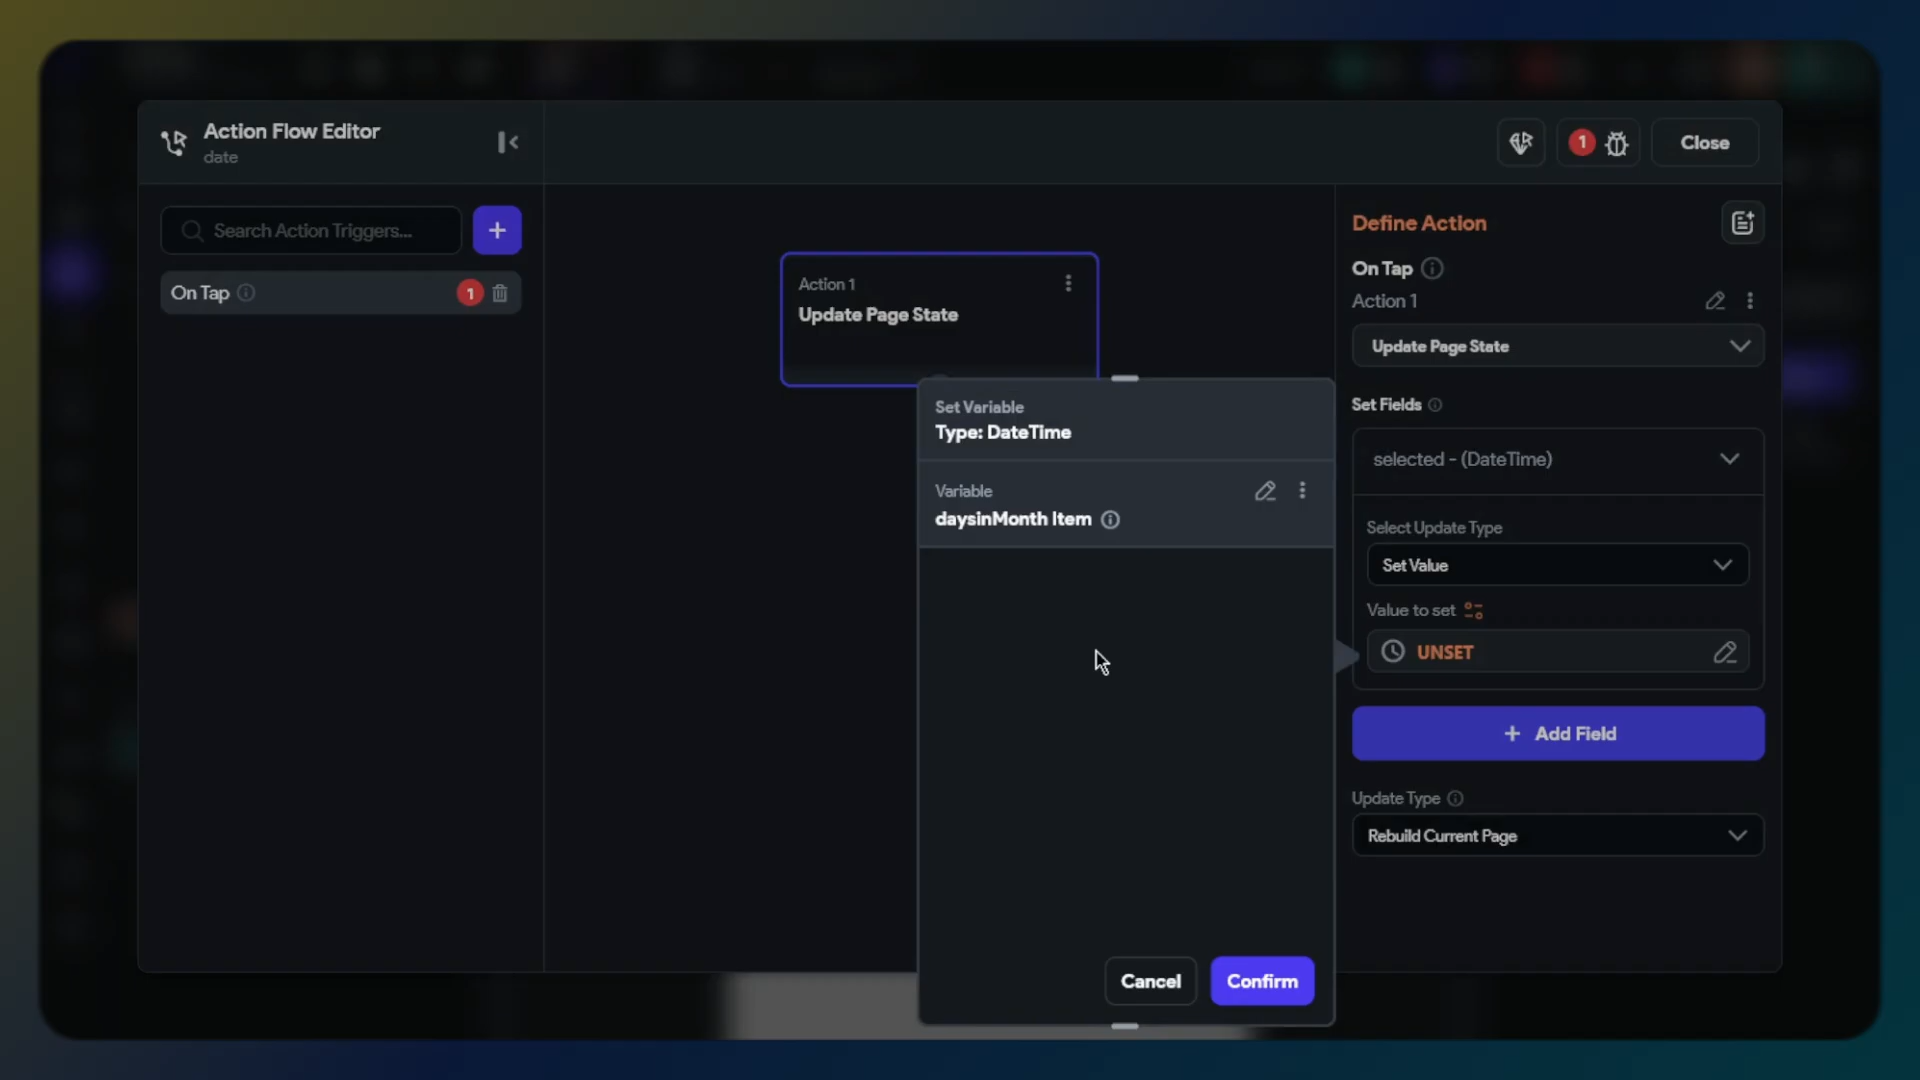 Action Flow Editor
date
1
Close
Search Action Triggers...
+
On Tap
1
Action 1
Update Page State
Set Variable
Type: DateTime
Variable
daysinMonth Item
Cancel
Confirm
Define Action
On Tap
Action 1
Update Page State
Set Fields
selected - (DateTime)
Select Update Type
Set Value
Value to set
UNSET
+ Add Field
Update Type
Rebuild Current Page